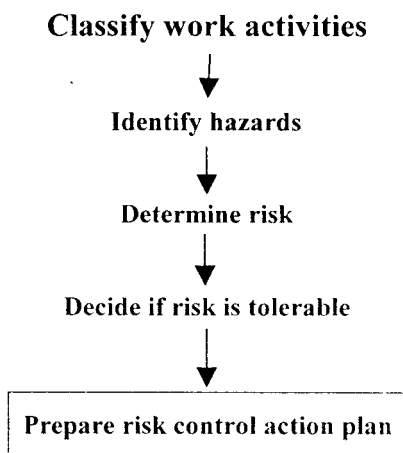 Classify work activities
Identify hazards
Determine risk
Decide if risk is tolerable
Prepare risk control action plan